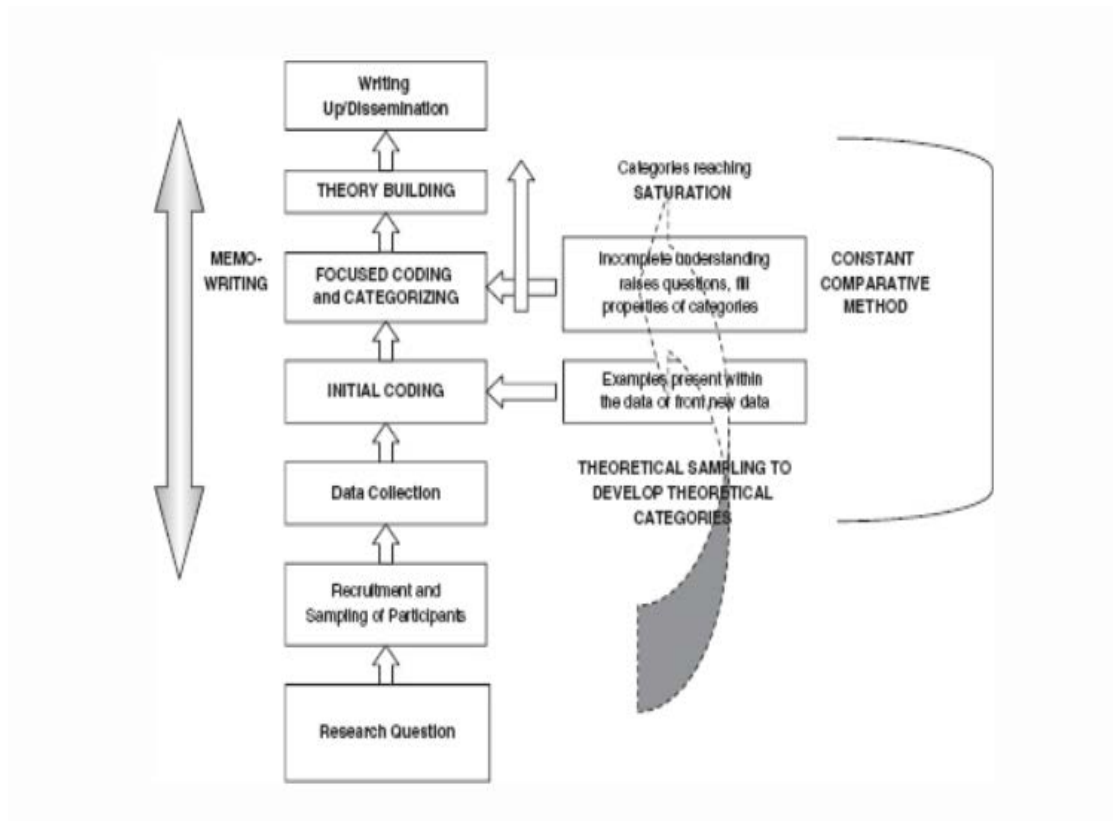 Writing
Up/Dissemination
THEORY BUILDING
MEMO-
WRITING
FOCUSED CODING
and CATEGORIZING
INITIAL CODING
Data Collection
Recruitment and
Sampling of Participants
Research Question
Categories reaching
SATURATION
Incomplete understanding
raises questions, fill
properties of categories
Examples present within
the data or front new data
THEORETICAL SAMPLING TO
DEVELOP THEORETICAL
CATEGORIES
CONSTANT
COMPARATIVE
METHOD